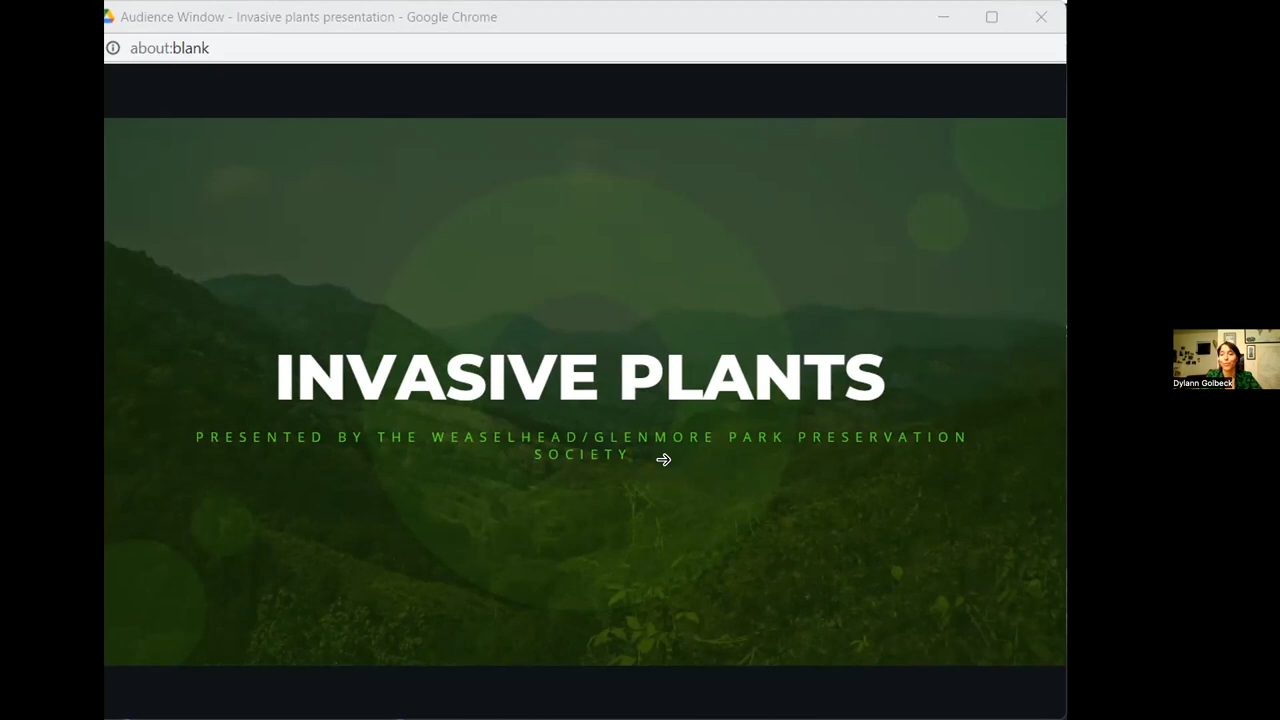 Audience Window - Invasive plants presentation - Google Chrome
about:blank
INVASIVE PLANTS
PRESENTED BY THE WEASELHEAD/GLENMORE PARK PRESERVATION
SOCIETY
Dylann Golbeck